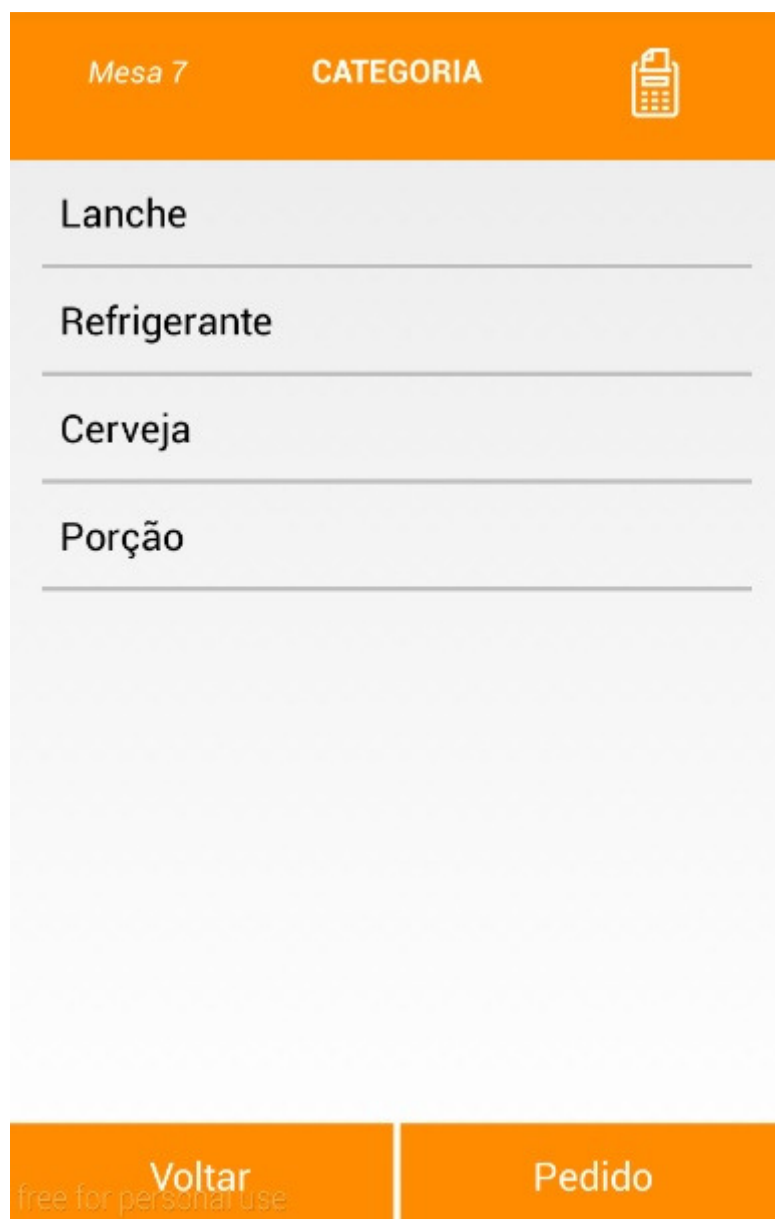 Mesa 7 CATEGORIA
Lanche
Refrigerante
Cerveja
Porção
Voltar Pedido
free for personal use